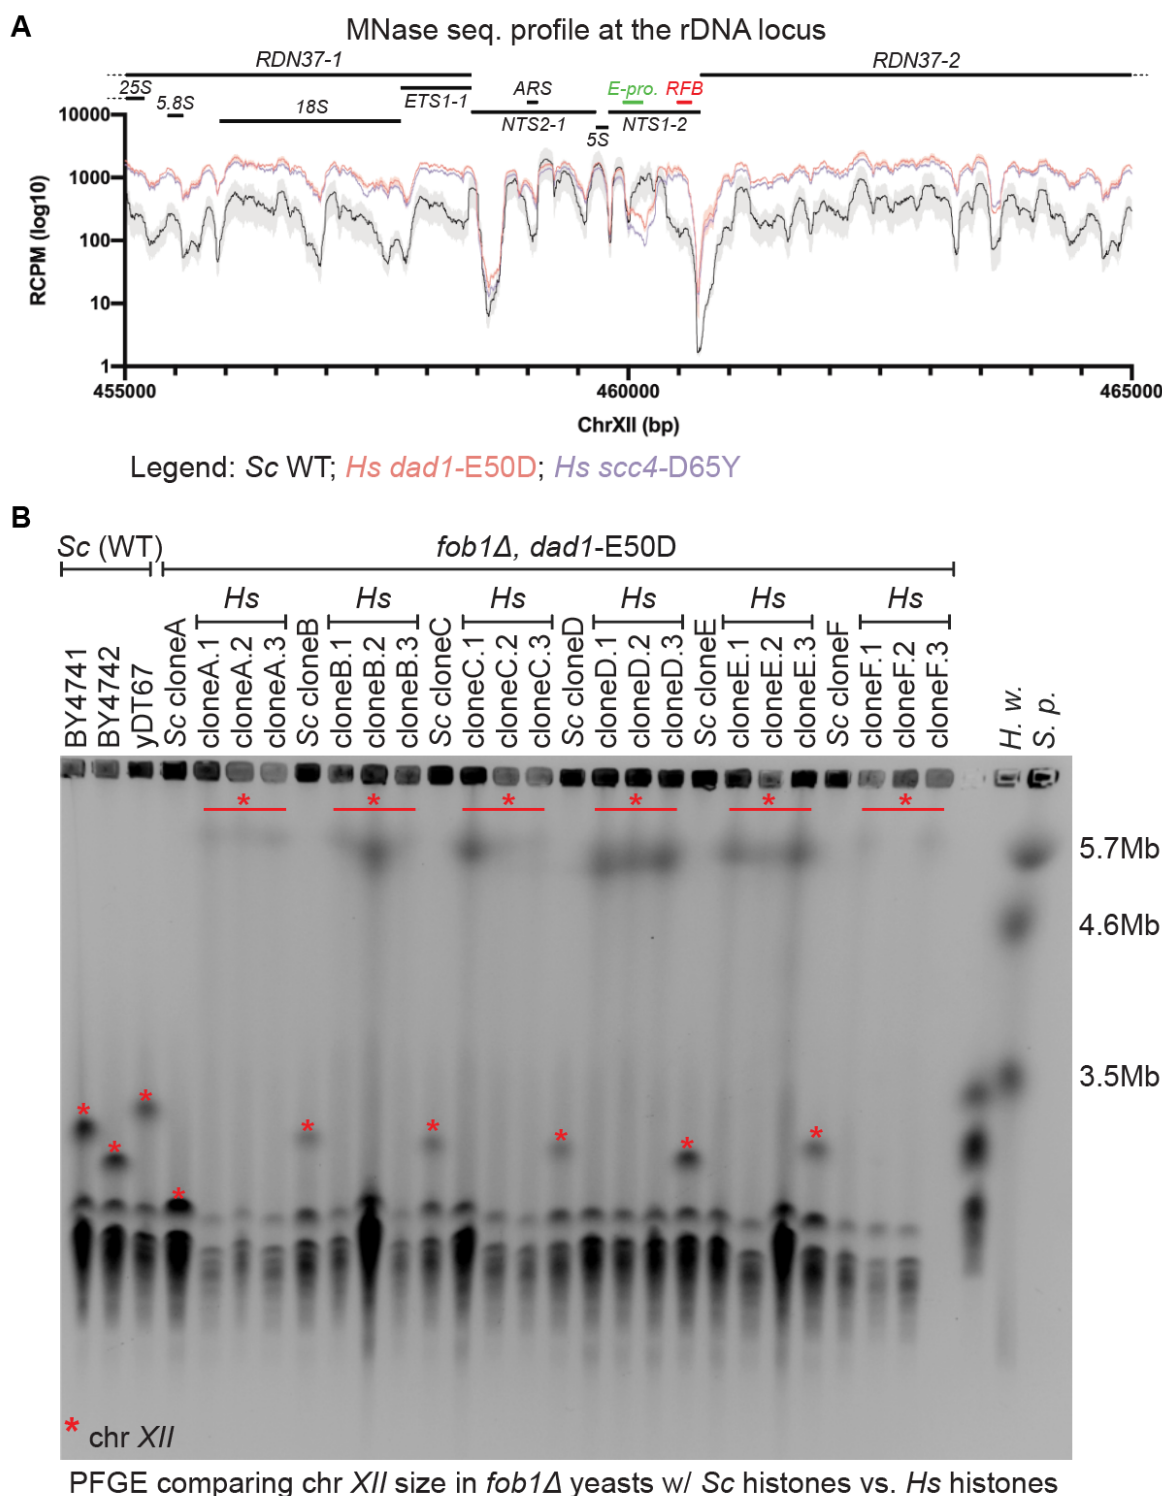 A
MNase seq. profile at the rDNA locus
RDN37-1
RDN37-2
25S
5.8S
18S
ETS1-1
ARS
NTS2-1
5S
E-pro.
RFB
NTS1-2
10000
1000
100
10
1
RCPM (log10)
455000
460000
465000
ChrXII (bp)
Legend: Sc WT; Hs dad1-E50D; Hs scc4-D65Y
B
Sc (WT)
fob1Δ, dad1-E50D
Hs
Hs
Hs
Hs
Hs
Hs
BY4741
BY4742
yDT67
Sc cloneA
cloneA.1
cloneA.2
cloneA.3
Sc cloneB
cloneB.1
cloneB.2
cloneB.3
Sc cloneC
cloneC.1
cloneC.2
cloneC.3
Sc cloneD
cloneD.1
cloneD.2
cloneD.3
Sc cloneE
cloneE.1
cloneE.2
cloneE.3
Sc cloneF
cloneF.1
cloneF.2
cloneF.3
H. w.
S. p.
* * * * * *
5.7Mb
4.6Mb
3.5Mb
* * * * * * * * *
* chr XII
PFGE comparing chr XII size in fob1Δ yeasts w/ Sc histones vs. Hs histones